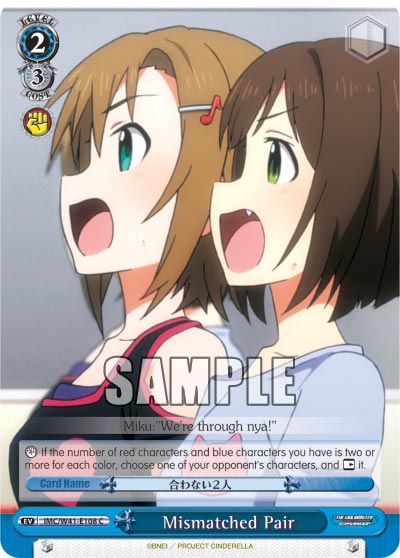 LEVEL
2
3
COST
SAMPLE
Miku:"We're through nya!"
If the number of red characters and blue characters you have is two or
more for each color, choose one of your opponent's characters, and it.
Card Name 合わない2人
EV IMC/W41-E108 C Mismatched Pair
©BNEI / PROJECT CINDERELLA